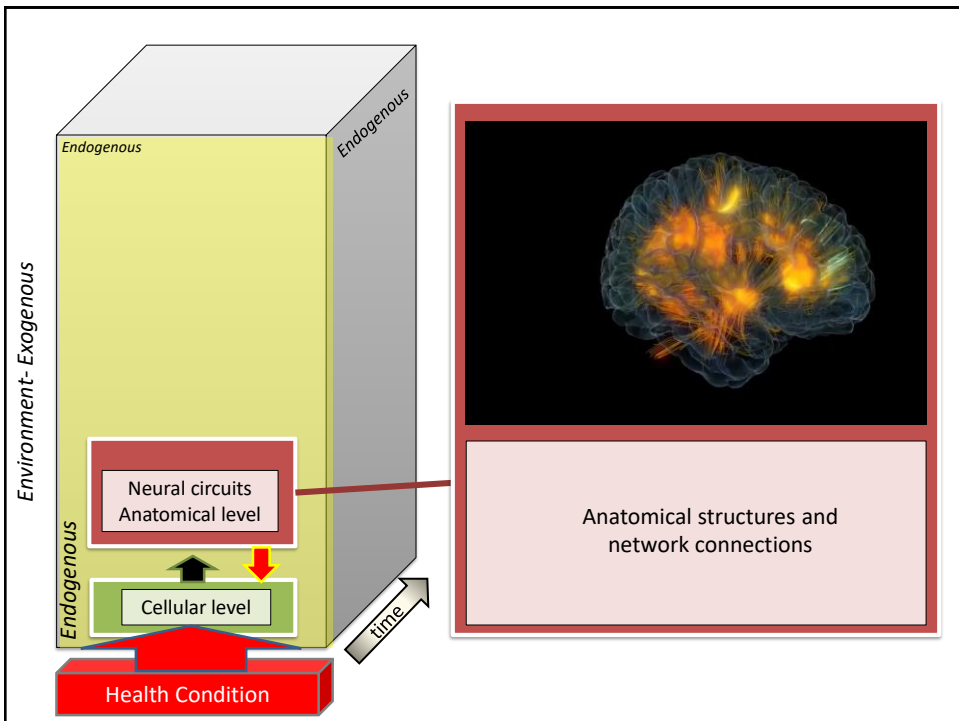 Environment- Exogenous
Endogenous
Endogenous
Endogenous
Neural circuits
Anatomical level
Cellular level
Health Condition
time
Anatomical structures and
network connections